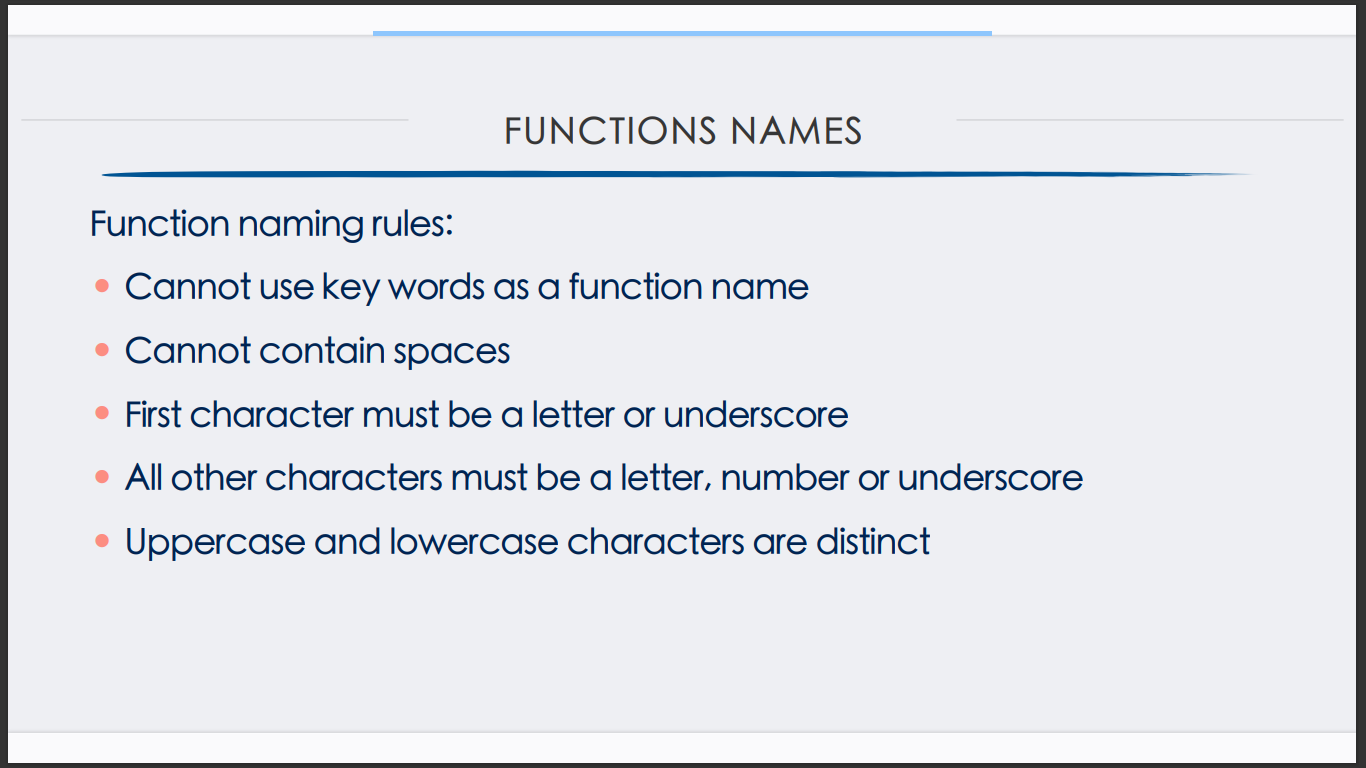 FUNCTIONS NAMES
Function naming rules:
• Cannot use key words as a function name
• Cannot contain spaces
• First character must be a letter or underscore
• All other characters must be a letter, number or underscore
• Uppercase and lowercase characters are distinct